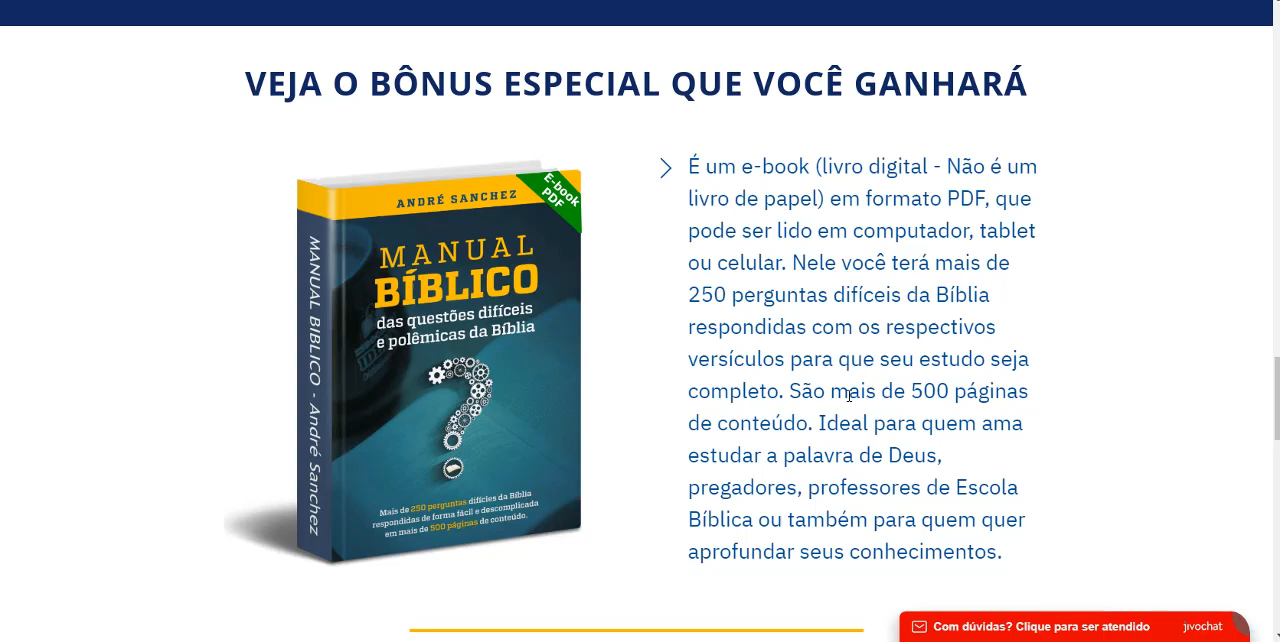 VEJA O BÔNUS ESPECIAL QUE VOCÊ GANHARÁ
ANDRÉ SANCHEZ
E-book
PDF
MANUAL
BÍBLICO
das questões difíceis
e polêmicas da Bíblia
Mais de 250 perguntas difíceis da Bíblia
respondidas de forma fácil e descomplicada
em mais de 500 páginas de conteúdo.
MANUAL BIBLICO - André Sanchez
É um e-book (livro digital - Não é um
livro de papel) em formato PDF, que
pode ser lido em computador, tablet
ou celular. Nele você terá mais de
250 perguntas difíceis da Bíblia
respondidas com os respectivos
versículos para que seu estudo seja
completo. São mais de 500 páginas
de conteúdo. Ideal para quem ama
estudar a palavra de Deus,
pregadores, professores de Escola
Bíblica ou também para quem quer
aprofundar seus conhecimentos.
Com dúvidas? Clique para ser atendido
jivochat